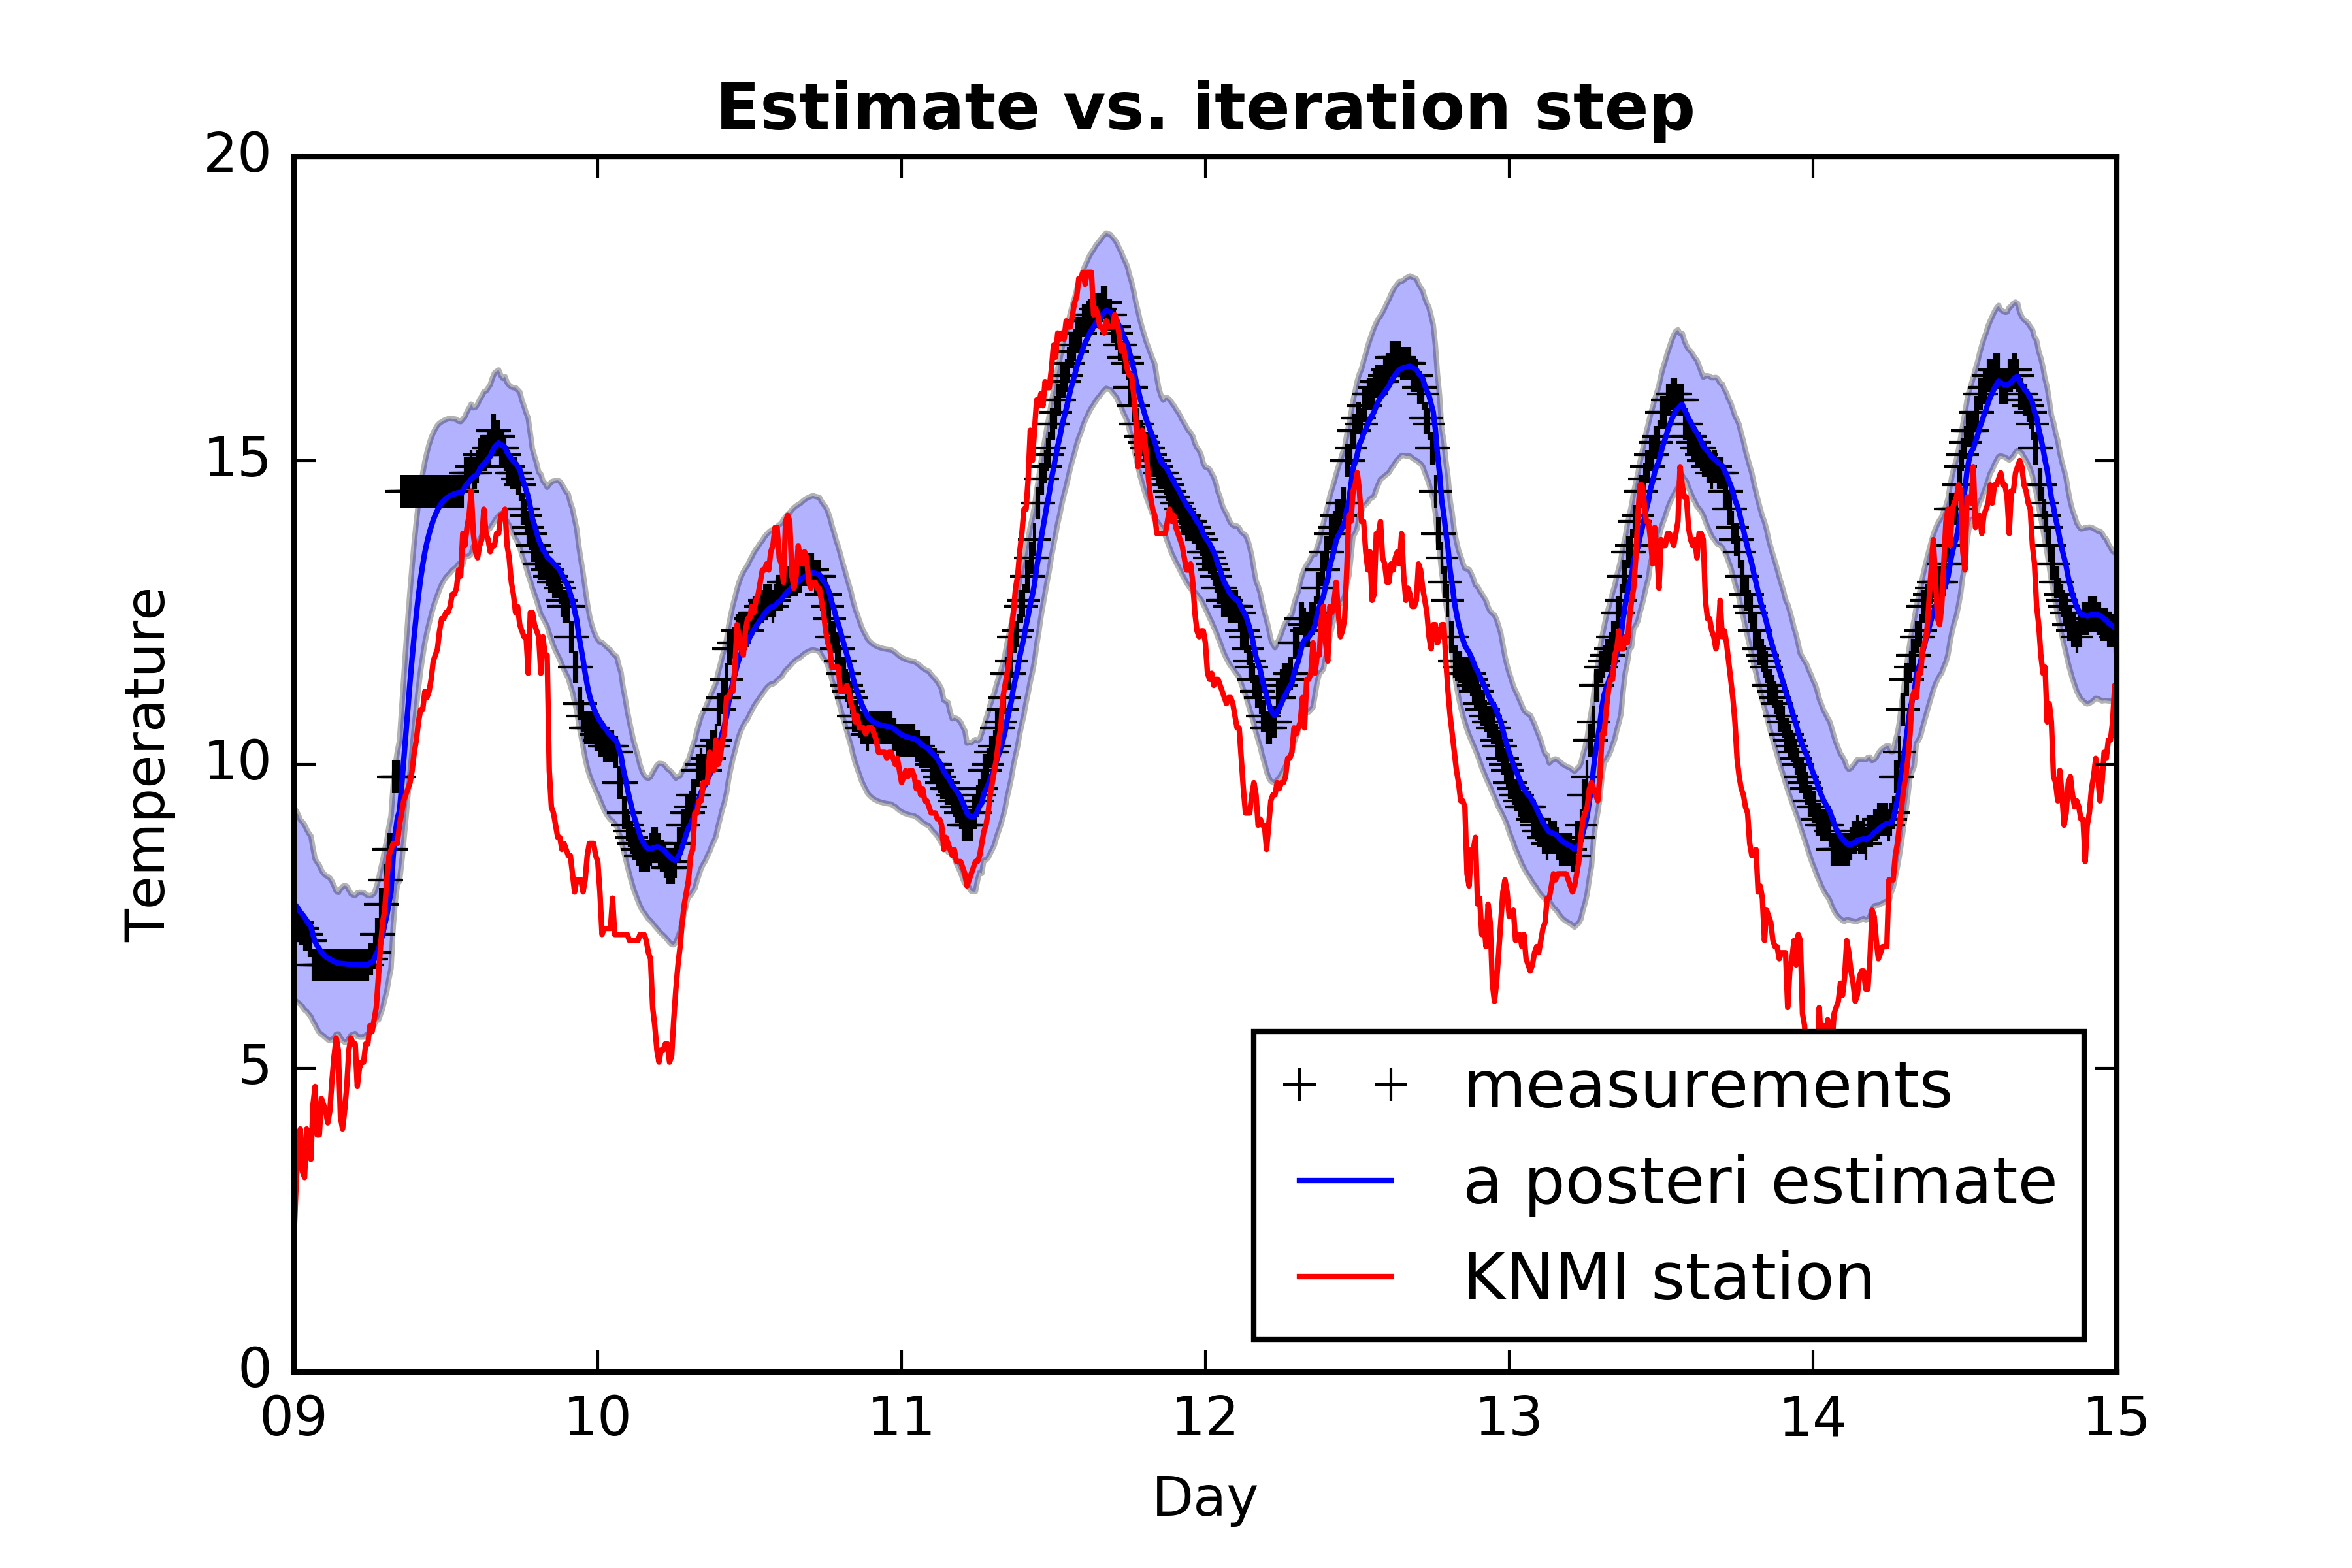 Estimate vs. iteration step
20
15
10
5
0
Temperature
09 10 11 12 13 14 15
Day
measurements
a posteri estimate
KNMI station